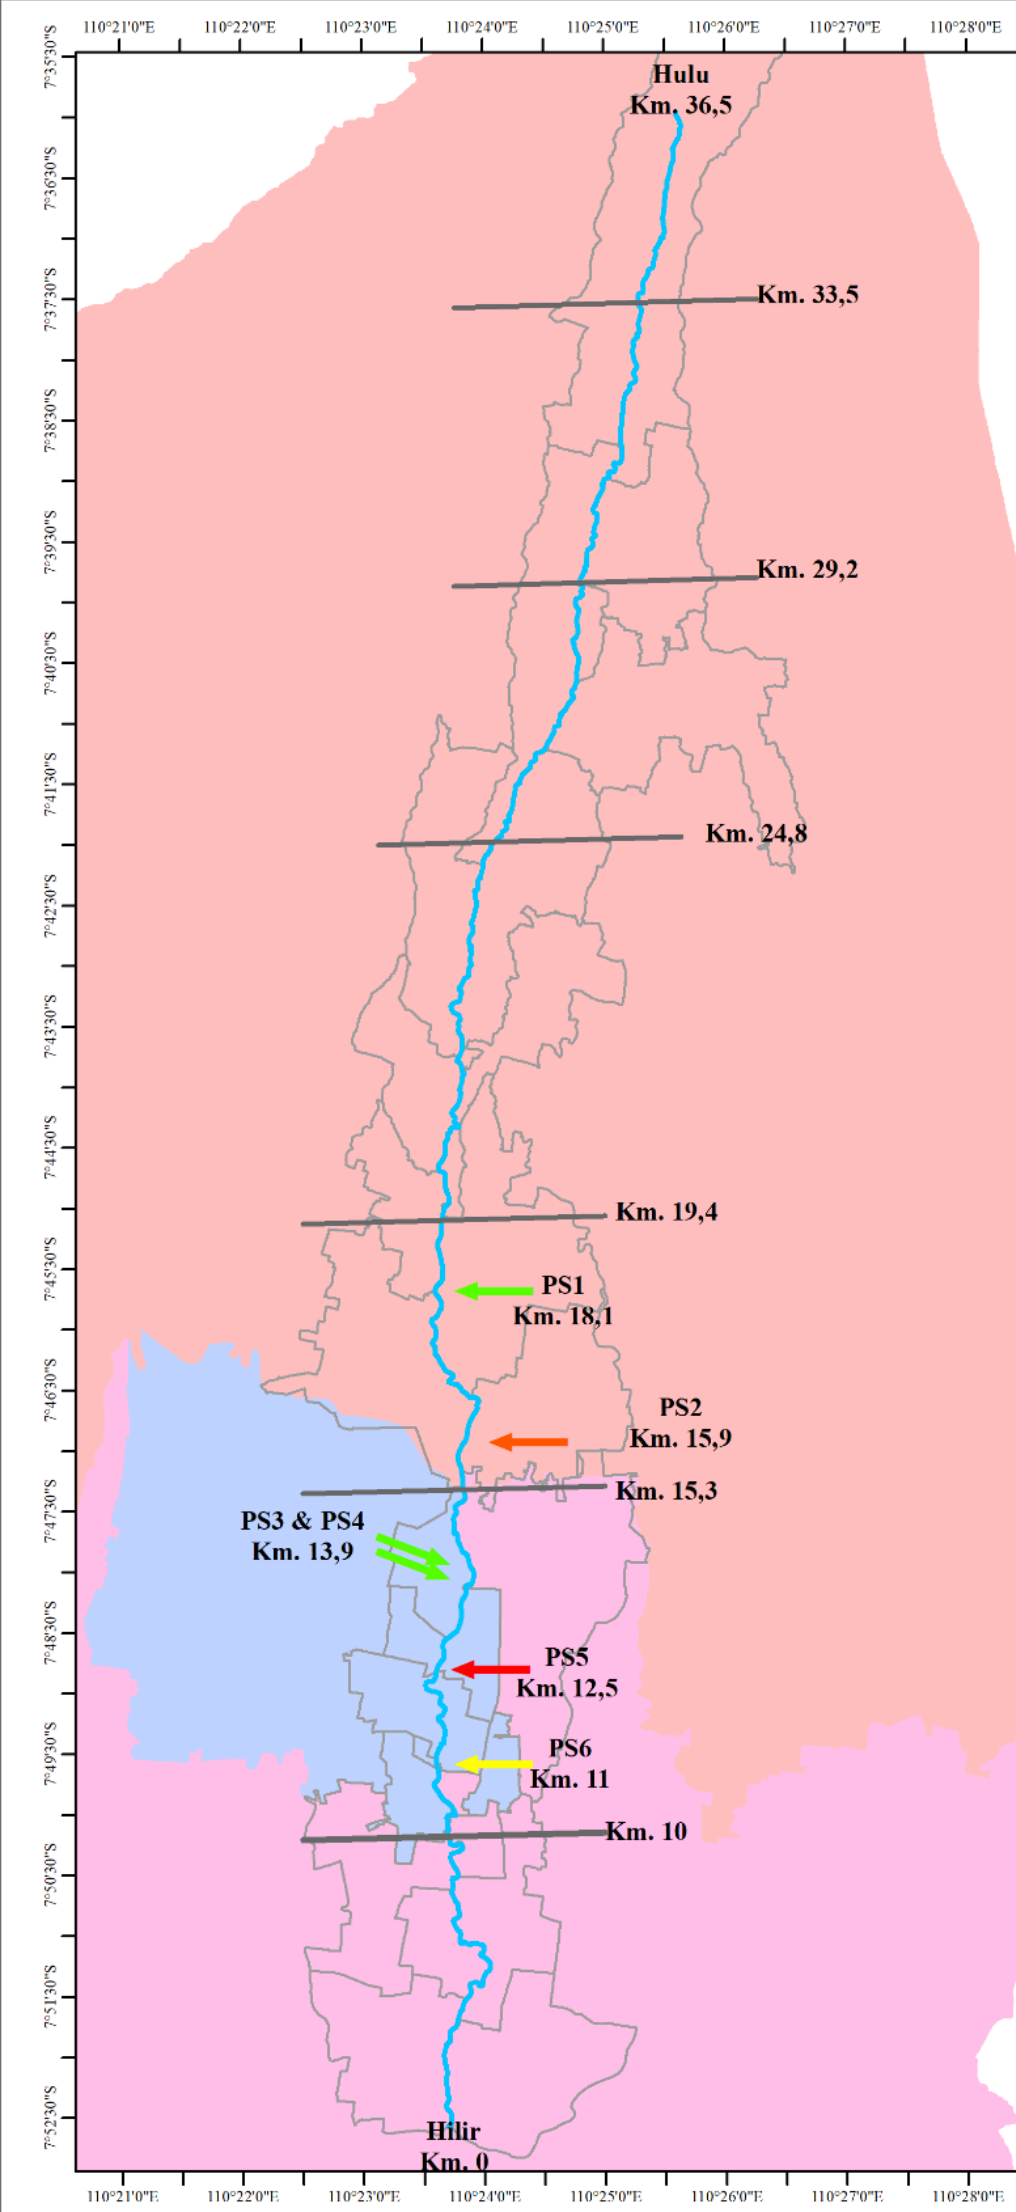 110°21'0"E 110°22'0"E 110°23'0"E 110°24'0"E 110°25'0"E 110°26'0"E 110°27'0"E 110°28'0"E
7°35'30"S
Hulu
Km. 36,5
7°36'30"S
Km. 33,5
7°37'30"S
7°38'30"S
7°39'30"S
Km. 29,2
7°40'30"S
7°41'30"S
Km. 24,8
7°42'30"S
7°43'30"S
7°44'30"S
Km. 19,4
7°45'30"S
PS1
Km. 18,1
7°46'30"S
PS2
Km. 15,9
Km. 15,3
7°47'30"S
PS3 & PS4
Km. 13,9
7°48'30"S
PS5
Km. 12,5
7°49'30"S
PS6
Km. 11
Km. 10
7°50'30"S
7°51'30"S
7°52'30"S
Hilir
Km. 0
110°21'0"E 110°22'0"E 110°23'0"E 110°24'0"E 110°25'0"E 110°26'0"E 110°27'0"E 110°28'0"E